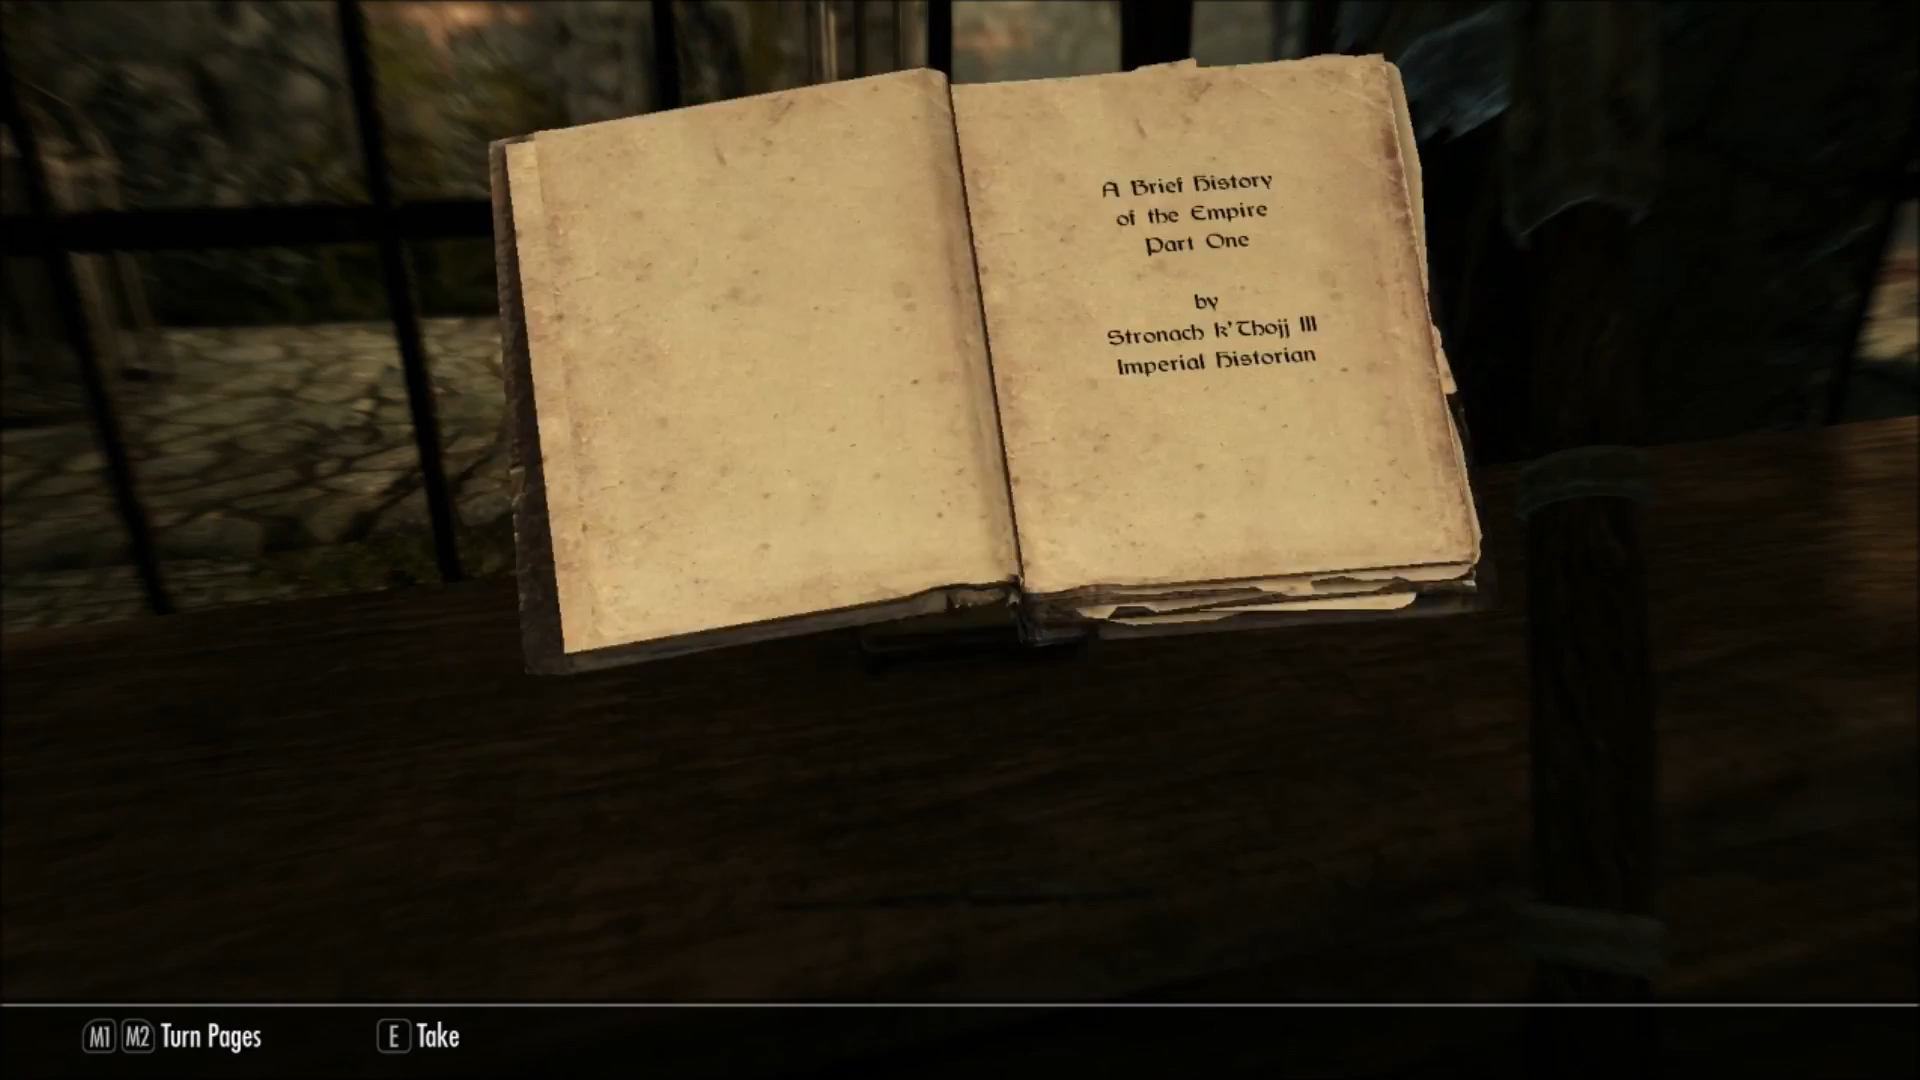 A Brief History
of the Empire
Part One
by
Stronach k'Thojj III
Imperial Historian
M1 M2 Turn Pages
E Take